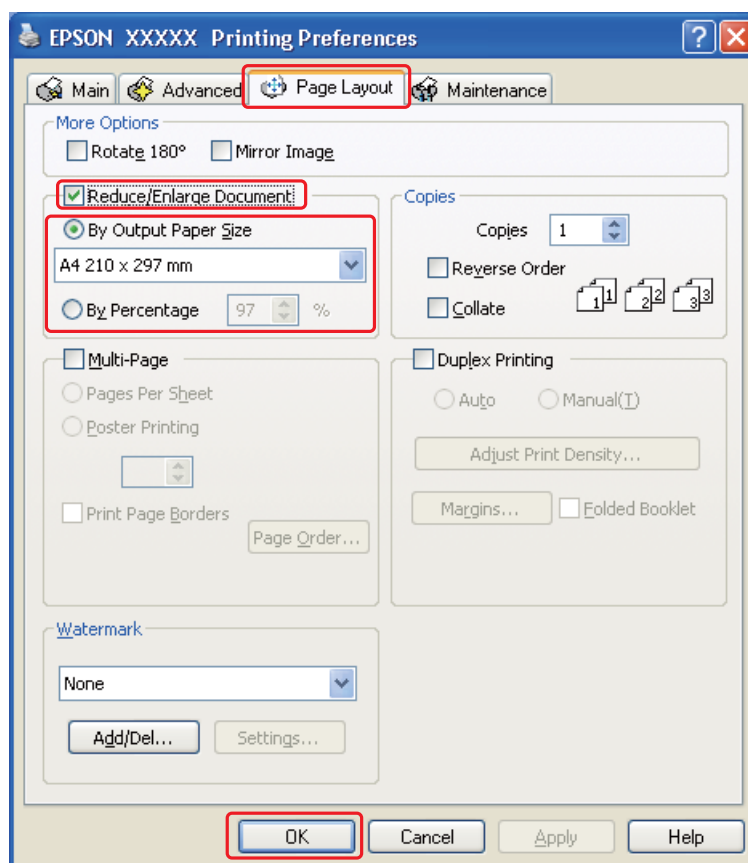 EPSON XXXXX Printing Preferences
Main
Advanced
Page Layout
Maintenance
More Options
Rotate 180°
Mirror Image
Reduce/Enlarge Document
By Output Paper Size
A4 210 x 297 mm
By Percentage
97
%
Copies
Copies
1
Reverse Order
Collate
1 1 2 2 3 3
Multi-Page
Pages Per Sheet
Poster Printing
Print Page Borders
Page Order...
Duplex Printing
Auto
Manual(T)
Adjust Print Density...
Margins...
Folded Booklet
Watermark
None
Add/Del...
Settings...
OK
Cancel
Apply
Help